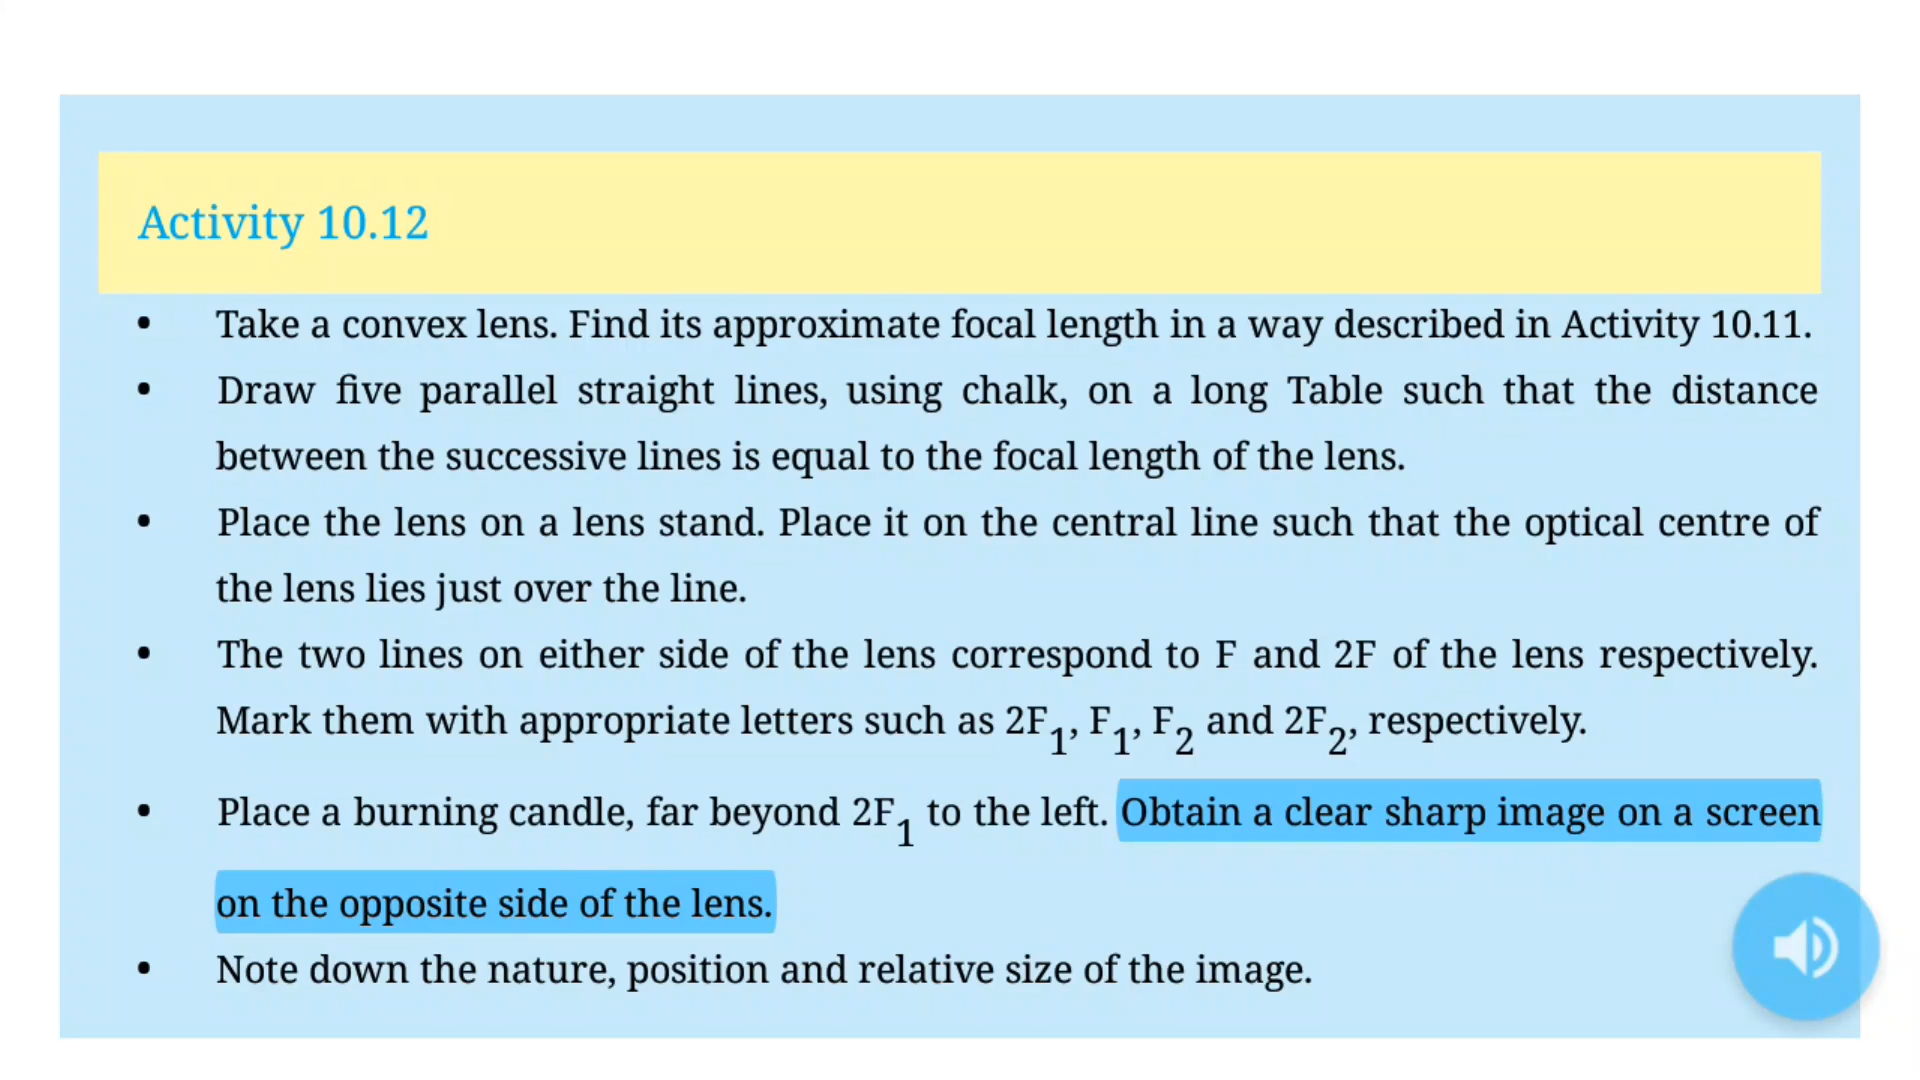 Activity 10.12
• Take a convex lens. Find its approximate focal length in a way described in Activity 10.11.
• Draw five parallel straight lines, using chalk, on a long Table such that the distance
between the successive lines is equal to the focal length of the lens.
• Place the lens on a lens stand. Place it on the central line such that the optical centre of
the lens lies just over the line.
• The two lines on either side of the lens correspond to F and 2F of the lens respectively.
Mark them with appropriate letters such as 2F₁, F₁, F₂ and 2F₂, respectively.
• Place a burning candle, far beyond 2F₁ to the left. Obtain a clear sharp image on a screen
on the opposite side of the lens.
• Note down the nature, position and relative size of the image.